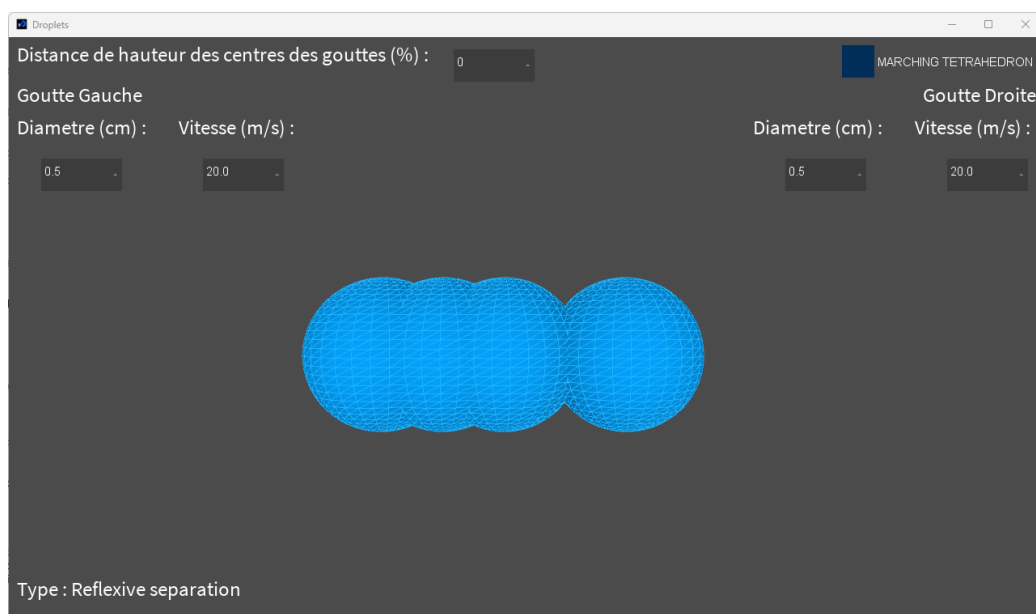 Droplets
Distance de hauteur des centres des gouttes (%) :
0
MARCHING TETRAHEDRON
Goutte Gauche
Goutte Droite
Diametre (cm) : Vitesse (m/s) :
Diametre (cm) : Vitesse (m/s) :
0.5 20.0
0.5 20.0
Type : Reflexive separation